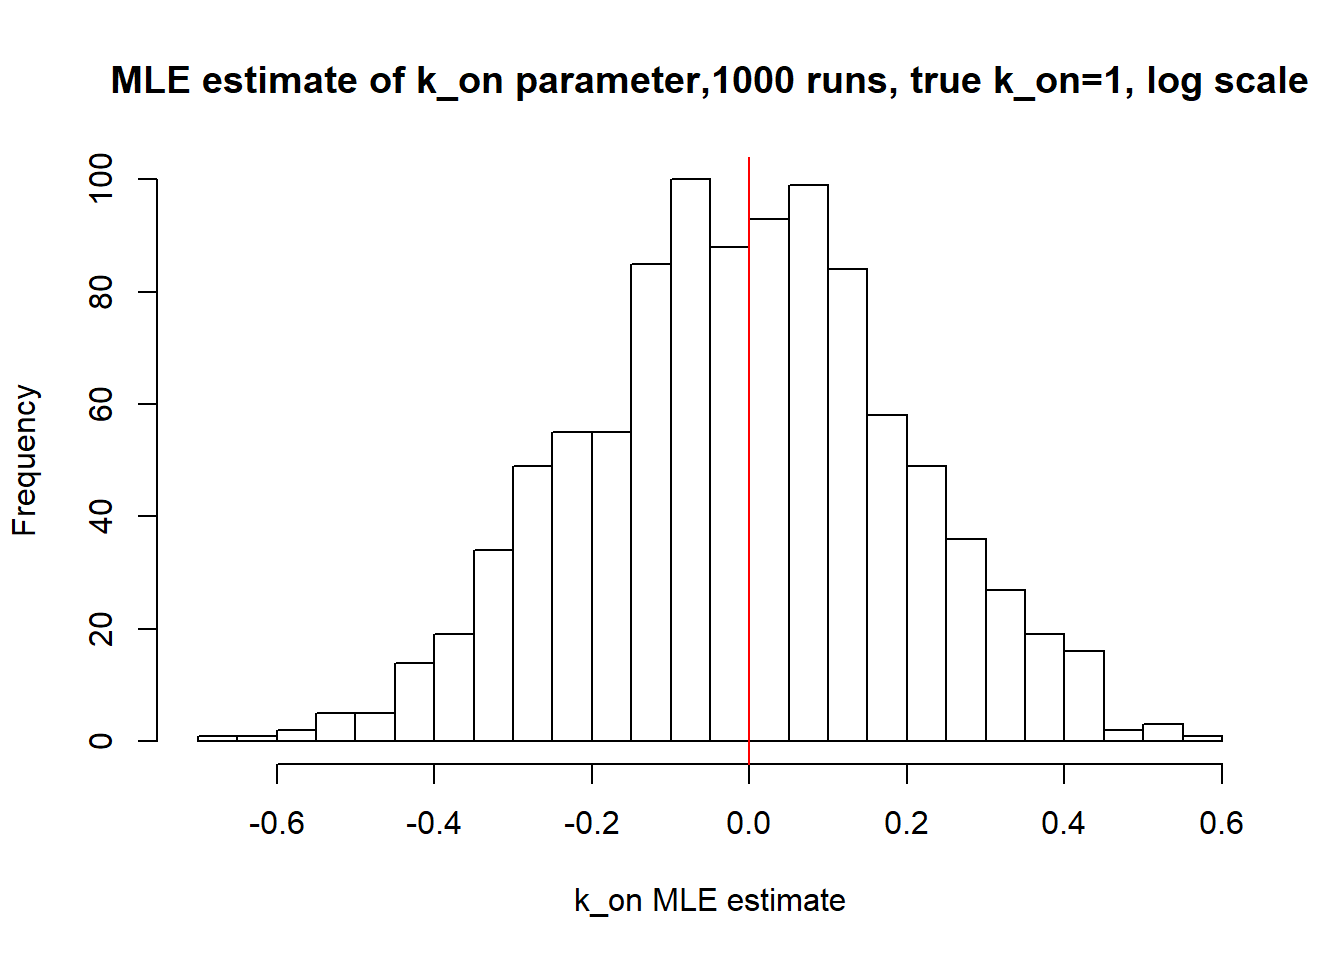 MLE estimate of k_on parameter,1000 runs, true k_on=1, log scale
Frequency
100
80
60
40
20
0
-0.6 -0.4 -0.2 0.0 0.2 0.4 0.6
k_on MLE estimate